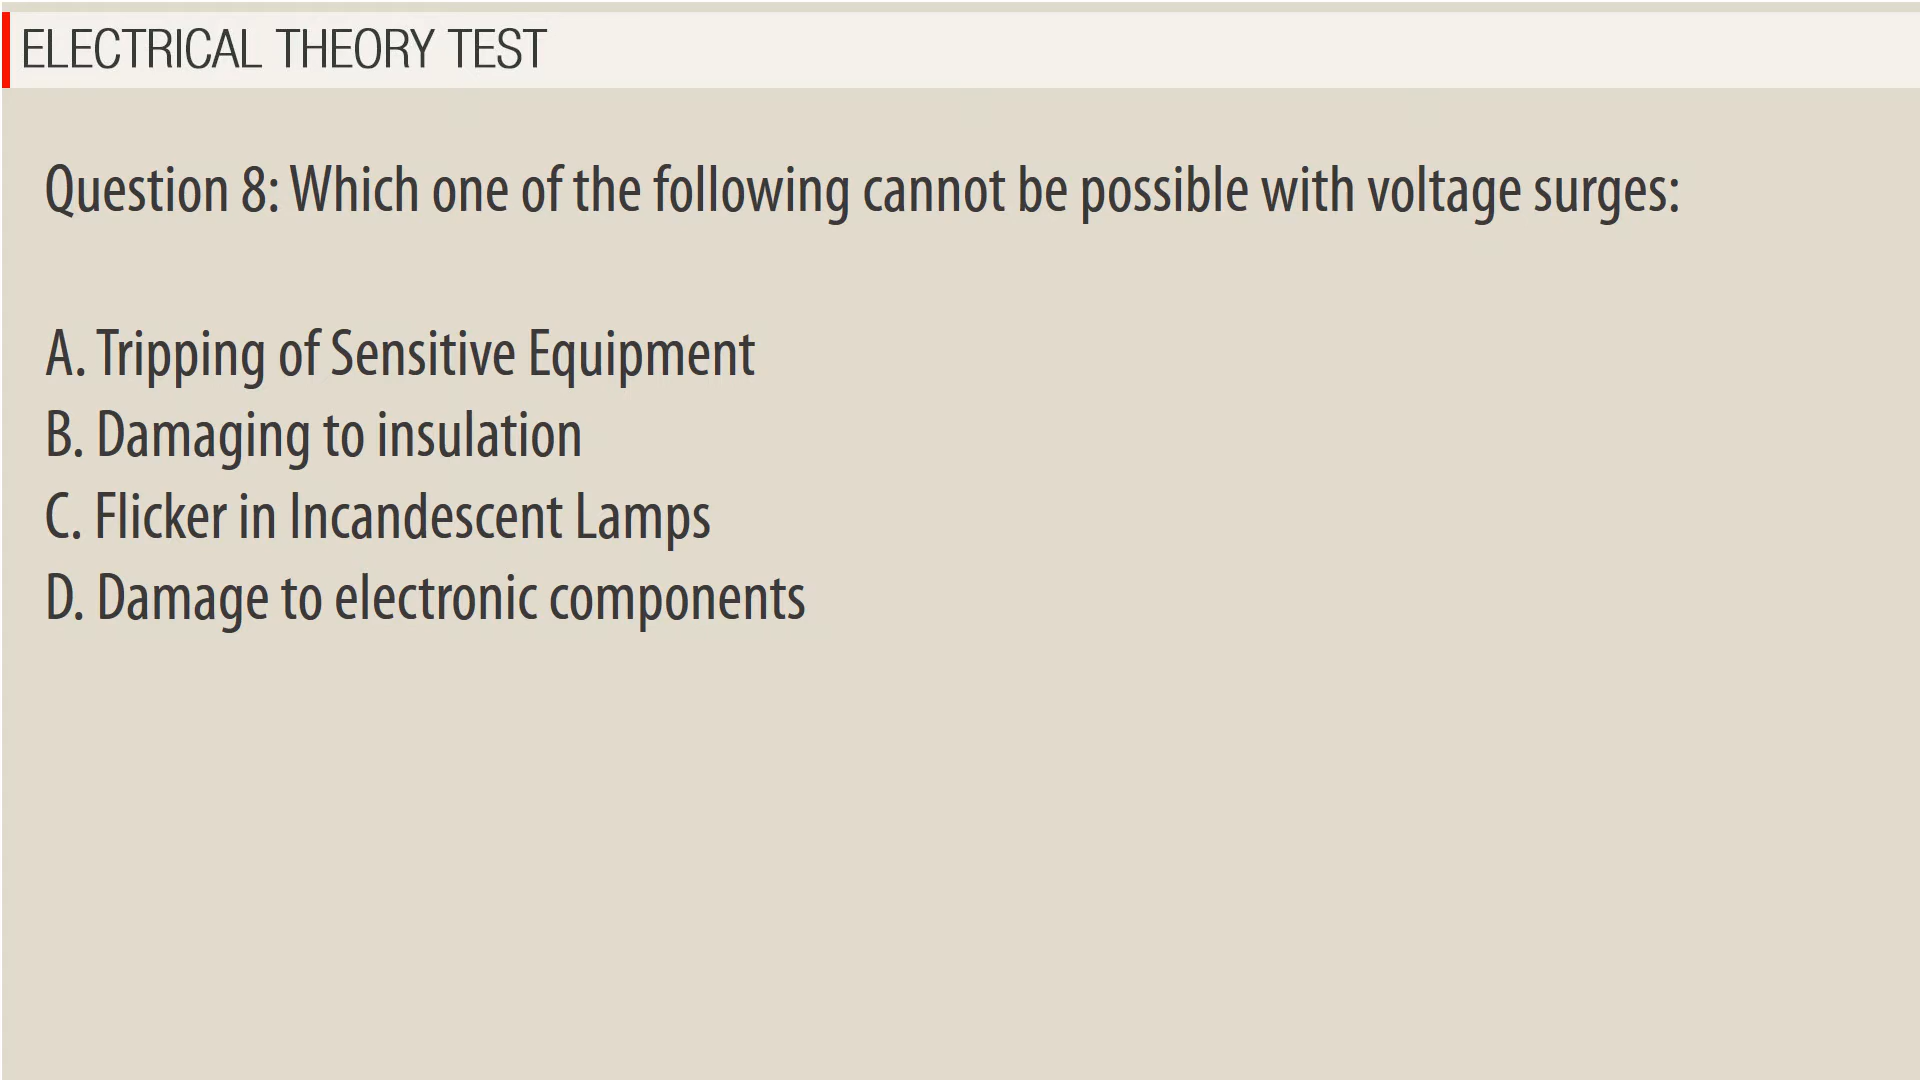 ELECTRICAL THEORY TEST
Question 8: Which one of the following cannot be possible with voltage surges:
A. Tripping of Sensitive Equipment
B. Damaging to insulation
C. Flicker in Incandescent Lamps
D. Damage to electronic components